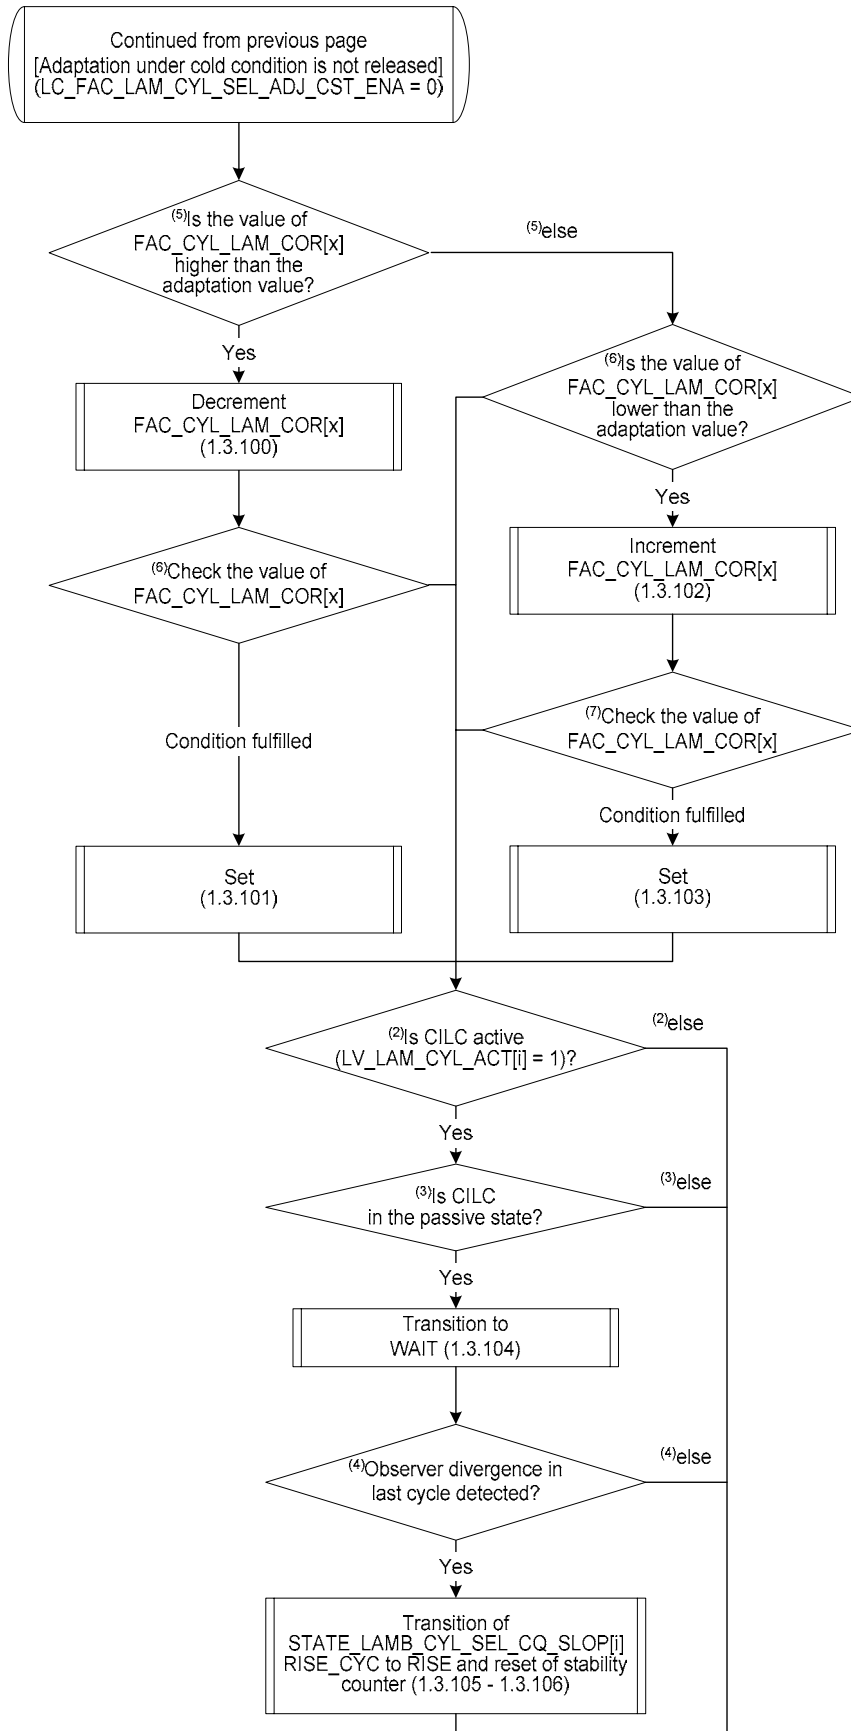 Continued from previous page
[Adaptation under cold condition is not released]
(LC_FAC_LAM_CYL_SEL_ADJ_CST_ENA = 0)
(5)Is the value of
FAC_CYL_LAM_COR[x]
higher than the
adaptation value?
(5)else
Yes
Decrement
FAC_CYL_LAM_COR[x]
(1.3.100)
(6)Is the value of
FAC_CYL_LAM_COR[x]
lower than the
adaptation value?
Yes
(6)Check the value of
FAC_CYL_LAM_COR[x]
Increment
FAC_CYL_LAM_COR[x]
(1.3.102)
(7)Check the value of
FAC_CYL_LAM_COR[x]
Condition fulfilled
Condition fulfilled
Set
(1.3.101)
Set
(1.3.103)
(2)Is CILC active
(LV_LAM_CYL_ACT[i] = 1)?
(2)else
Yes
(3)Is CILC
in the passive state?
(3)else
Yes
Transition to
WAIT (1.3.104)
(4)Observer divergence in
last cycle detected?
(4)else
Yes
Transition of
STATE_LAMB_CYL_SEL_CQ_SLOP[i]
RISE_CYC to RISE and reset of stability
counter (1.3.105 - 1.3.106)